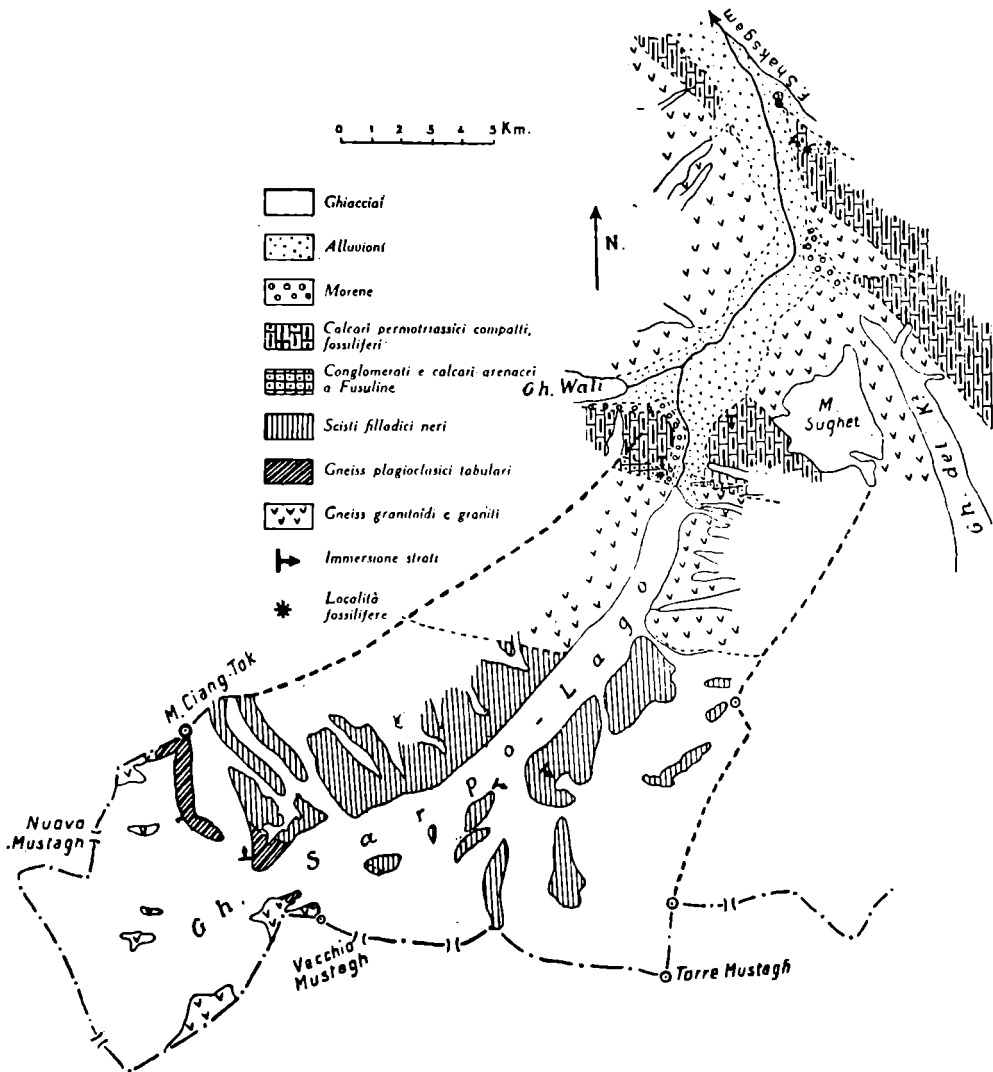 F. Shaksgam
0 1 2 3 4 5 Km.
Ghiacciai
Alluvioni
N.
Morene
Calcari permotriassici compatti,
fossiliferi
Conglomerati e calcari arenacei
a Fusuline
Gh. Wali
M.
Sughet
Gh. del Ki
Scisti filladici neri
Gneiss plagioclasici tabulari
Gneiss granitoidi e graniti
Immersione strati
Località
fossilifere
M. Ciang-Tok
Nuovo
Mustagh
Gh. Sarpo-Lago
Vecchio
Mustagh
Torre Mustagh